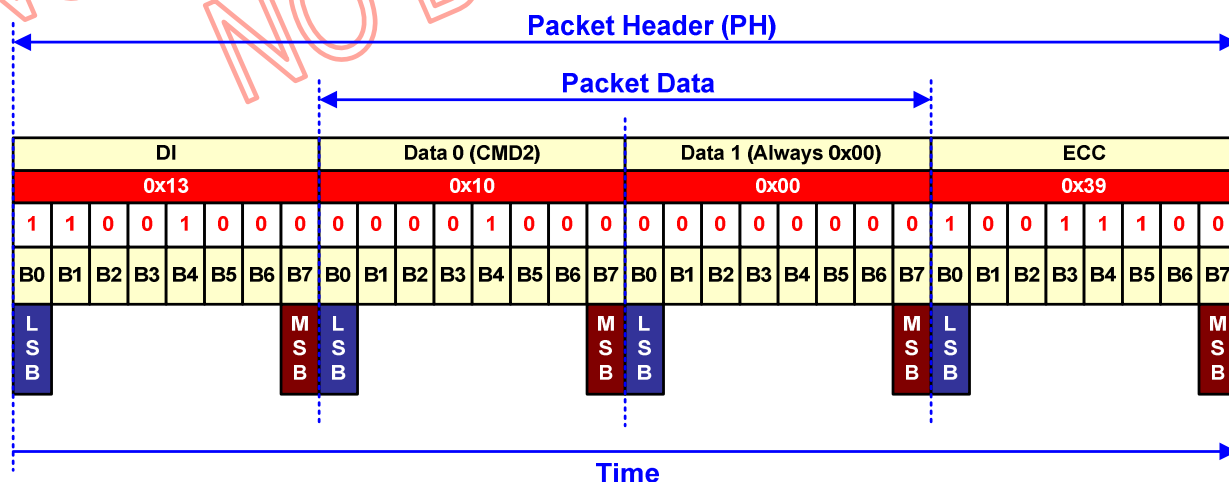 Packet Header (PH)
Packet Data
DI Data 0 (CMD2) Data 1 (Always 0x00) ECC
0x13 0x10 0x00 0x39
1 1 0 0 1 0 0 0 0 0 0 0 1 0 0 0 0 0 0 0 0 0 0 0 1 0 0 1 1 1 0 0
B0 B1 B2 B3 B4 B5 B6 B7 B0 B1 B2 B3 B4 B5 B6 B7 B0 B1 B2 B3 B4 B5 B6 B7 B0 B1 B2 B3 B4 B5 B6 B7
LSB MSB LSB MSB LSB MSB LSB MSB
Time
NO